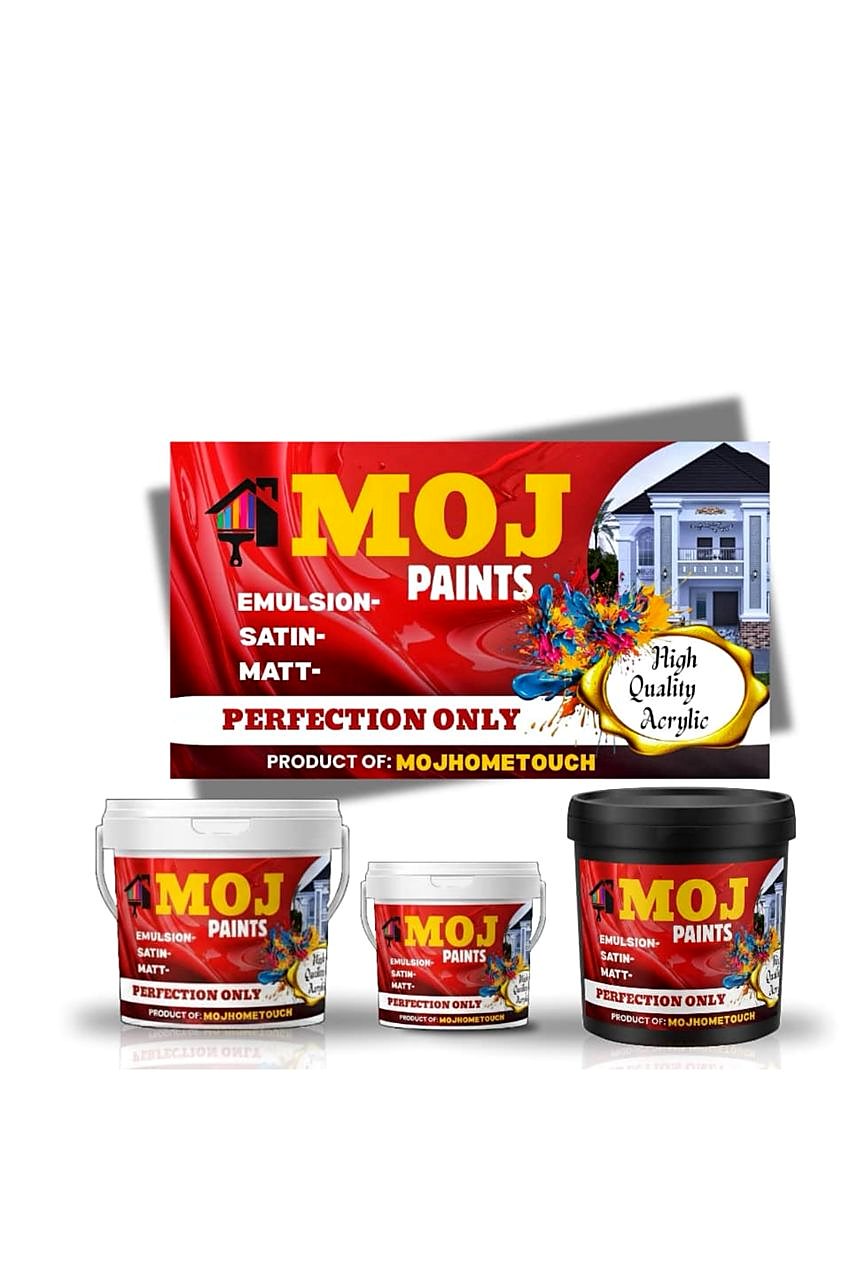 MOJ
PAINTS
EMULSION-
SATIN-
MATT-
High
Quality
Acrylic
PERFECTION ONLY
PRODUCT OF: MOJHOMETOUCH
MOJ
PAINTS
EMULSION-
SATIN-
MATT-
PERFECTION ONLY
PRODUCT OF: MOJHOMETOUCH
MOJ
PAINTS
EMULSION-
SATIN-
MATT-
PERFECTION ONLY
PRODUCT OF: MOJHOMETOUCH
MOJ
PAINTS
EMULSION-
SATIN-
MATT-
PERFECTION ONLY
PRODUCT OF: MOJHOMETOUCH